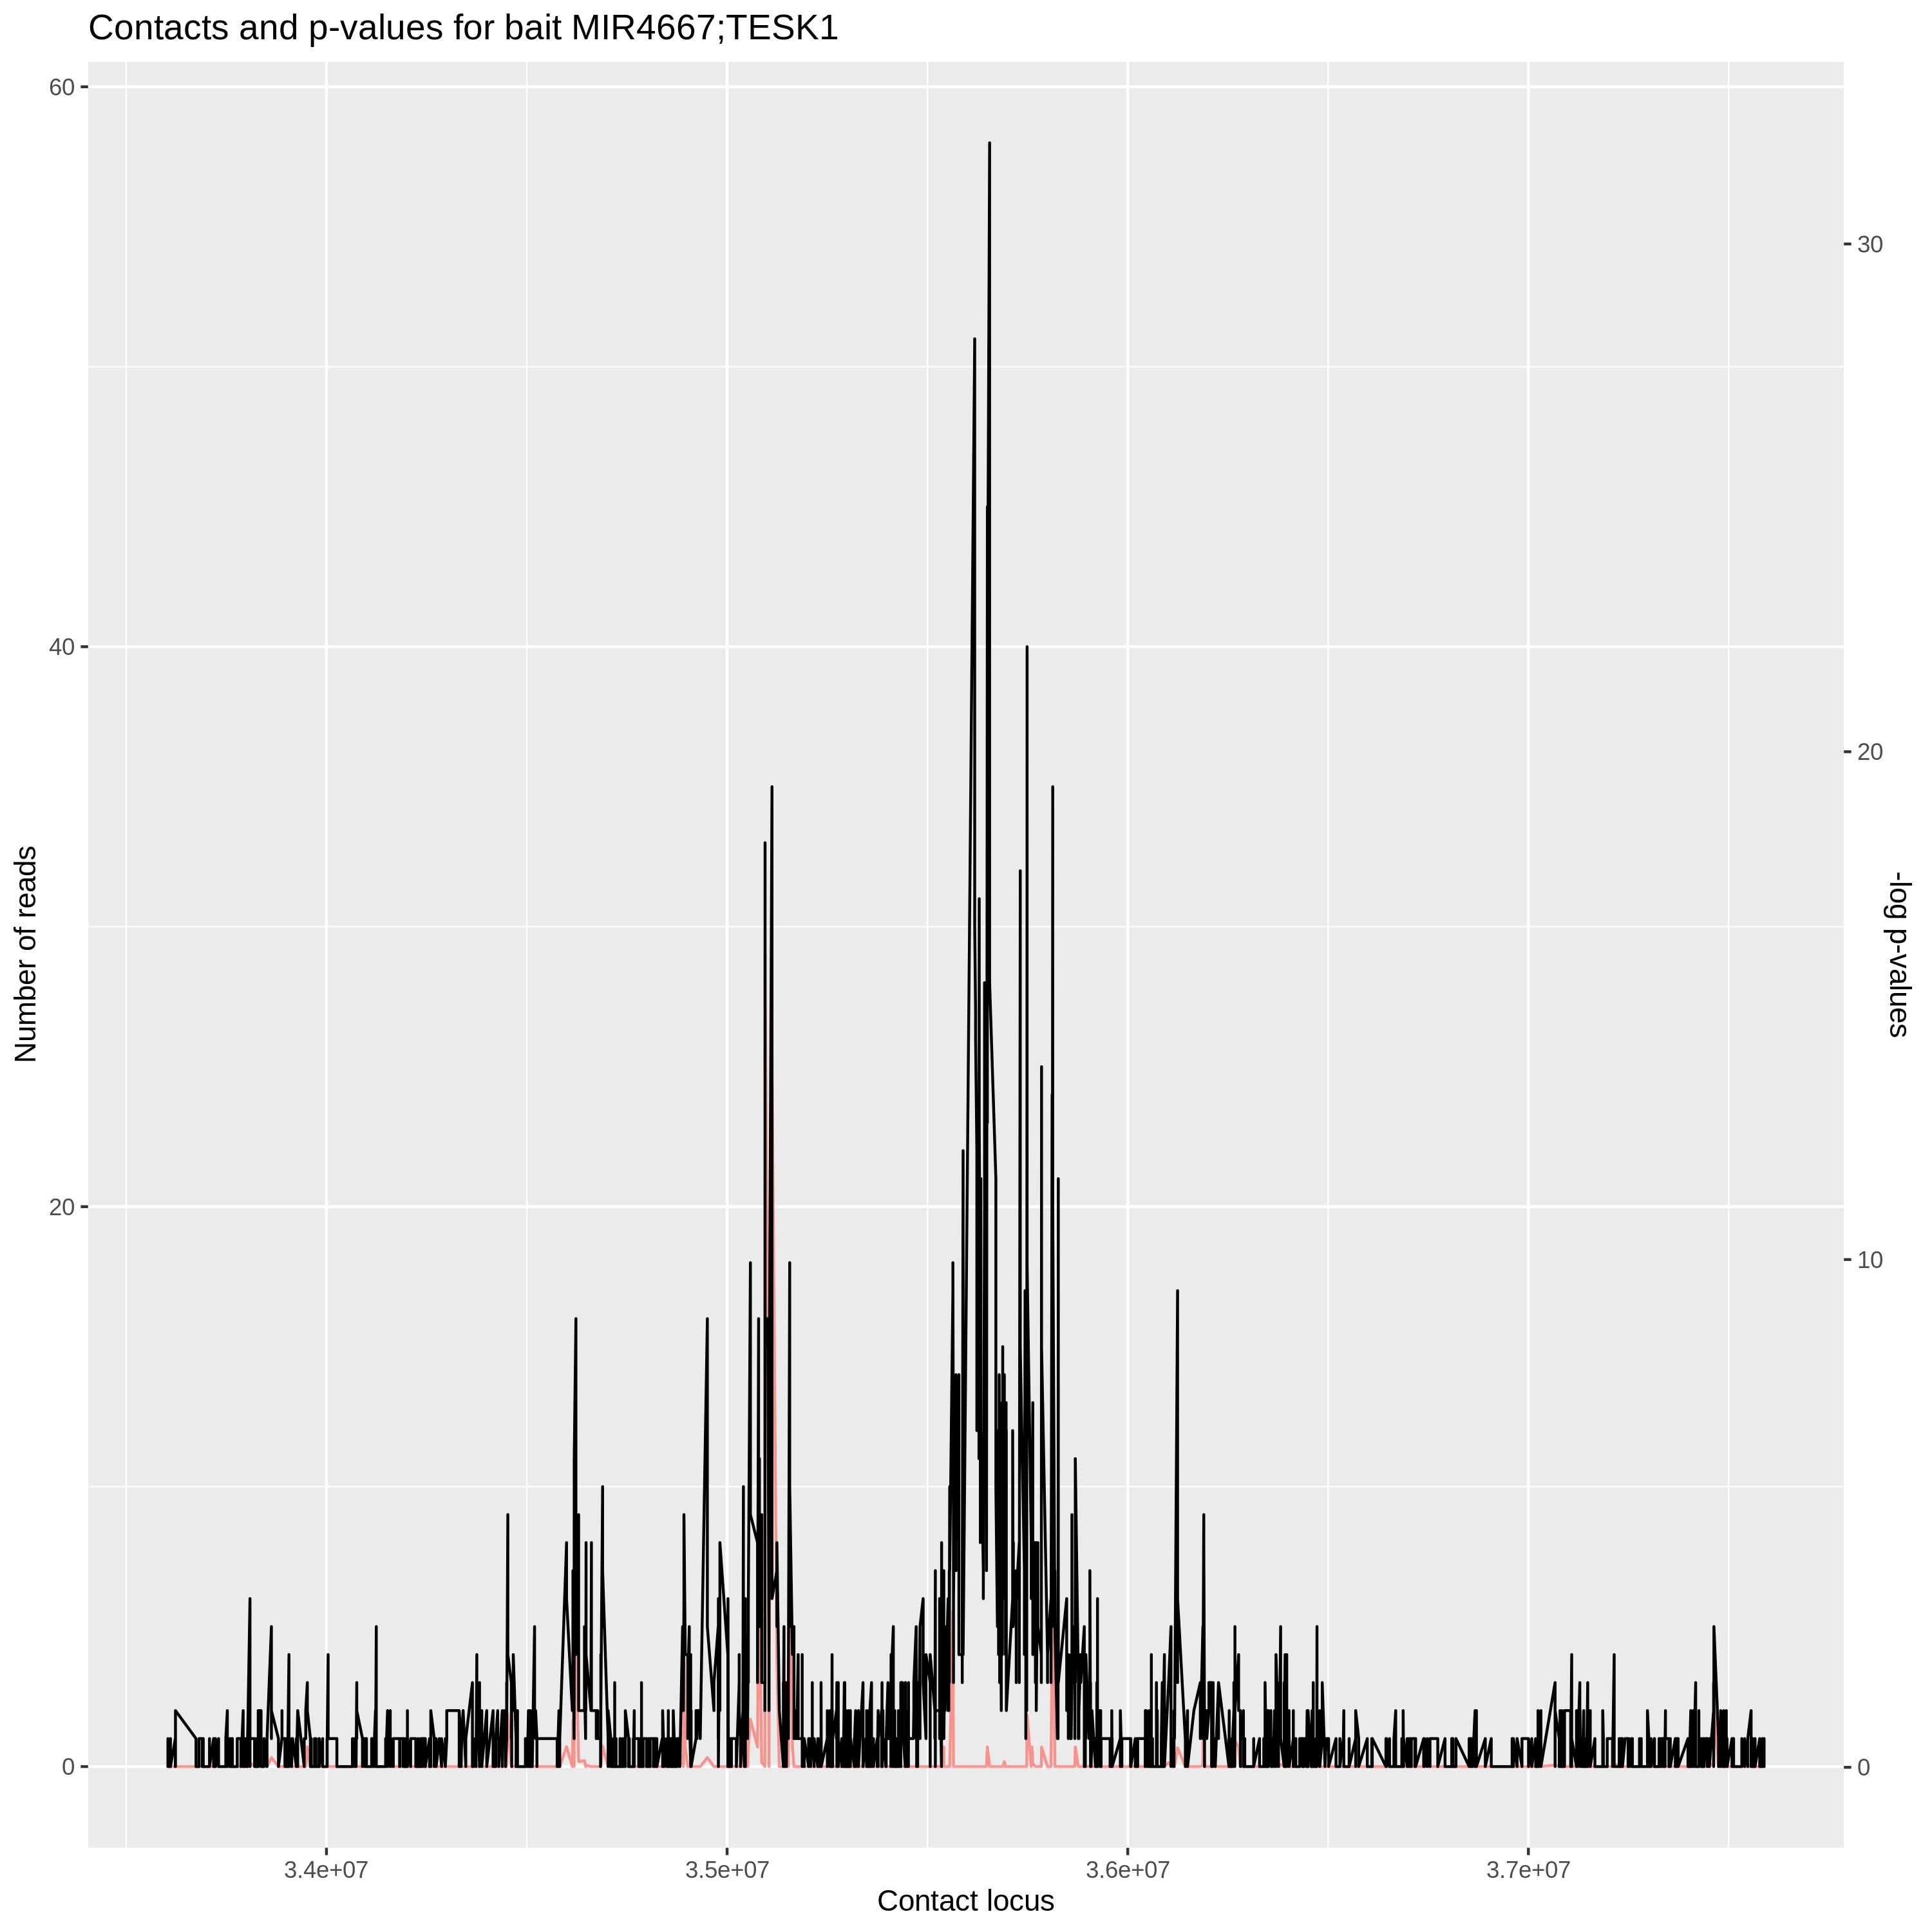 Contacts and p-values for bait MIR4667;TESK1
60
40
20
0
30
20
10
0
Number of reads
-log p-values
3.4e+07
3.5e+07
3.6e+07
3.7e+07
Contact locus